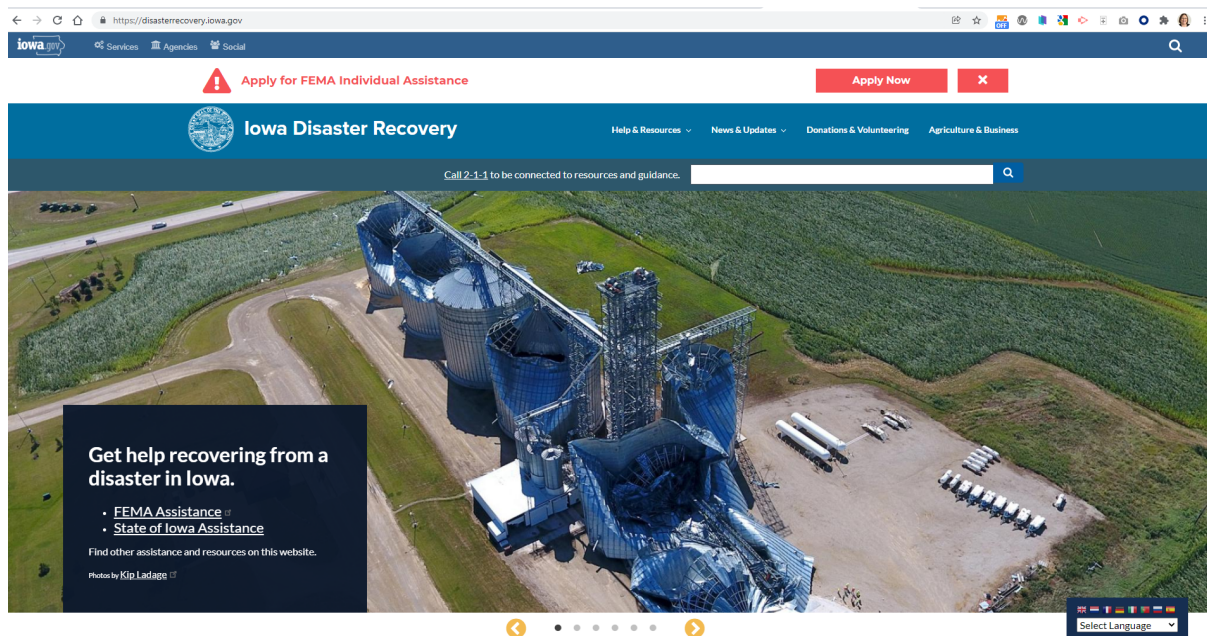 https://disasterrecovery.iowa.gov
OFF
iowa.gov
Services Agencies Social
Apply for FEMA Individual Assistance
Apply Now
Iowa Disaster Recovery
Help & Resources News & Updates Donations & Volunteering Agriculture & Business
Call 2-1-1 to be connected to resources and guidance.
Get help recovering from a
disaster in Iowa.
• FEMA Assistance
• State of Iowa Assistance
Find other assistance and resources on this website.
Photos by Kip Ladage
Select Language